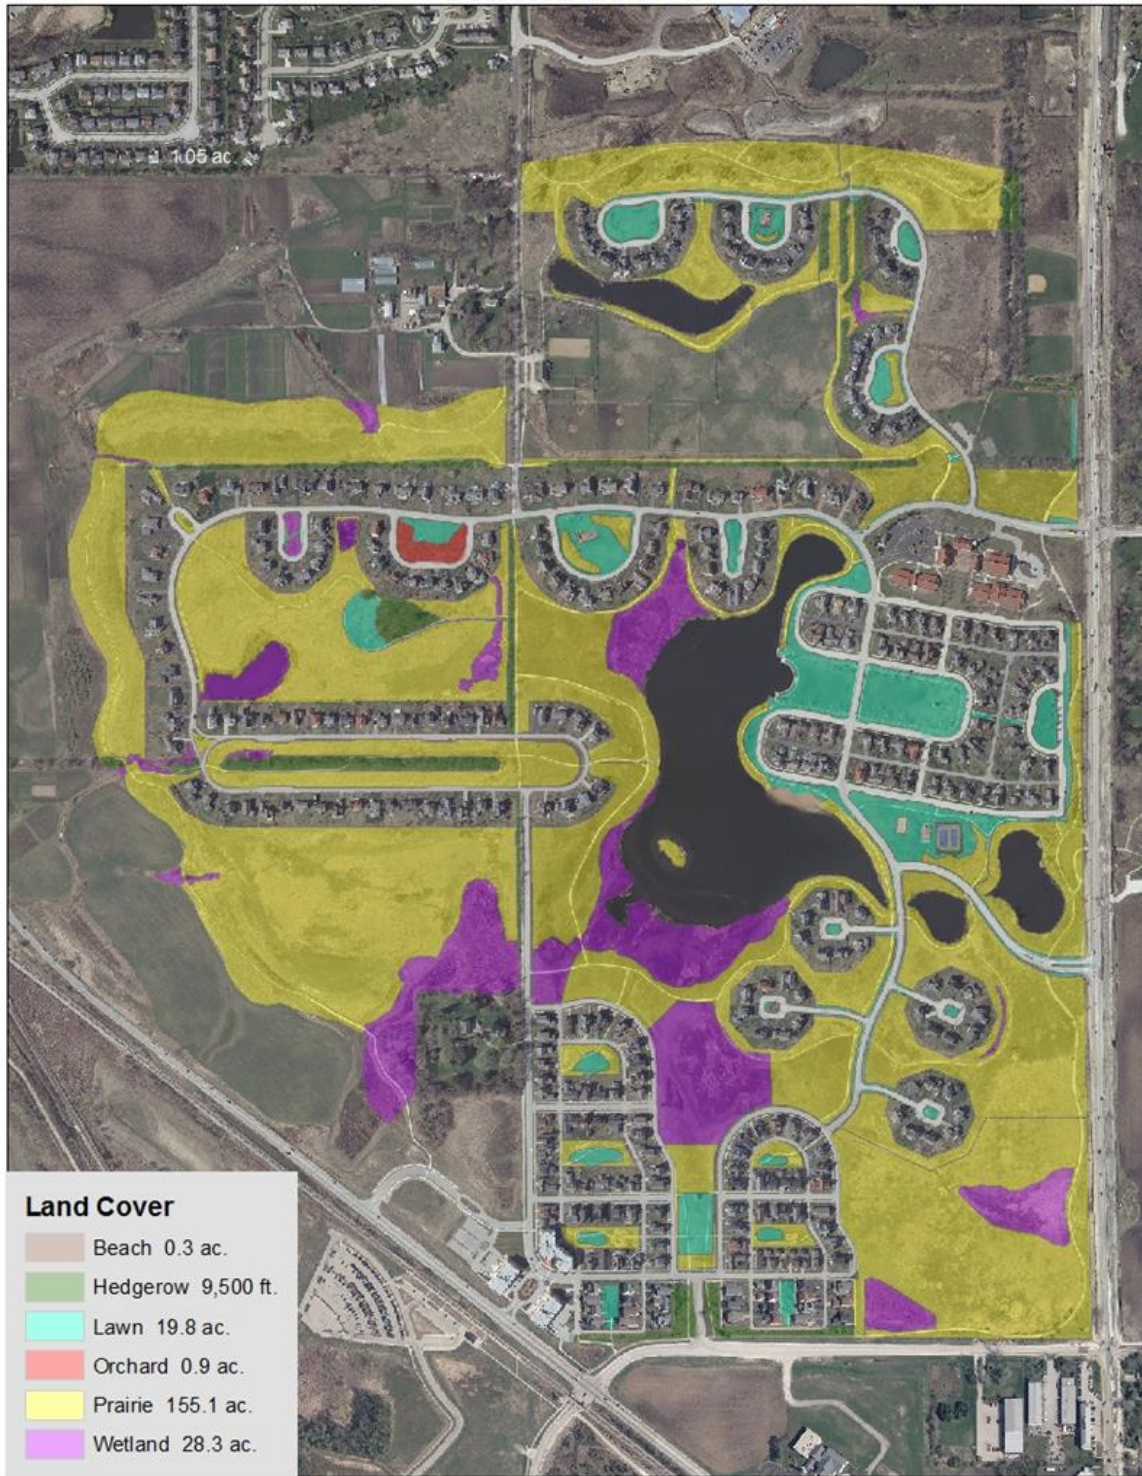 1.05 ac.
Land Cover
Beach 0.3 ac.
Hedgerow 9,500 ft.
Lawn 19.8 ac.
Orchard 0.9 ac.
Prairie 155.1 ac.
Wetland 28.3 ac.